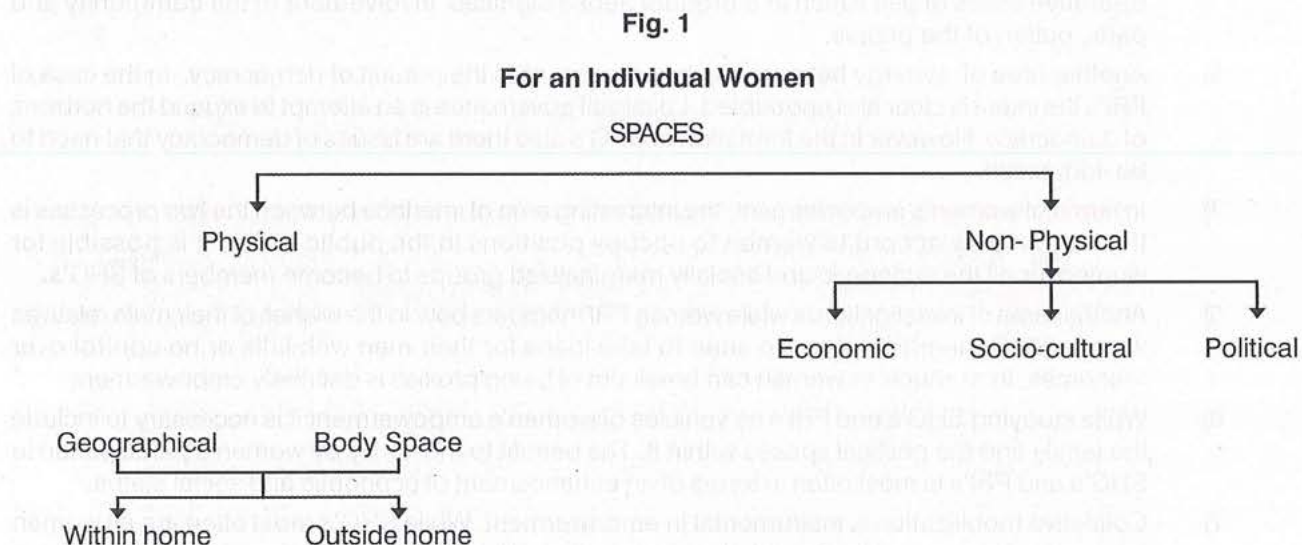 Fig. 1
For an Individual Women
SPACES
Physical Non- Physical
Economic Socio-cultural Political
Geographical Body Space
Within home Outside home